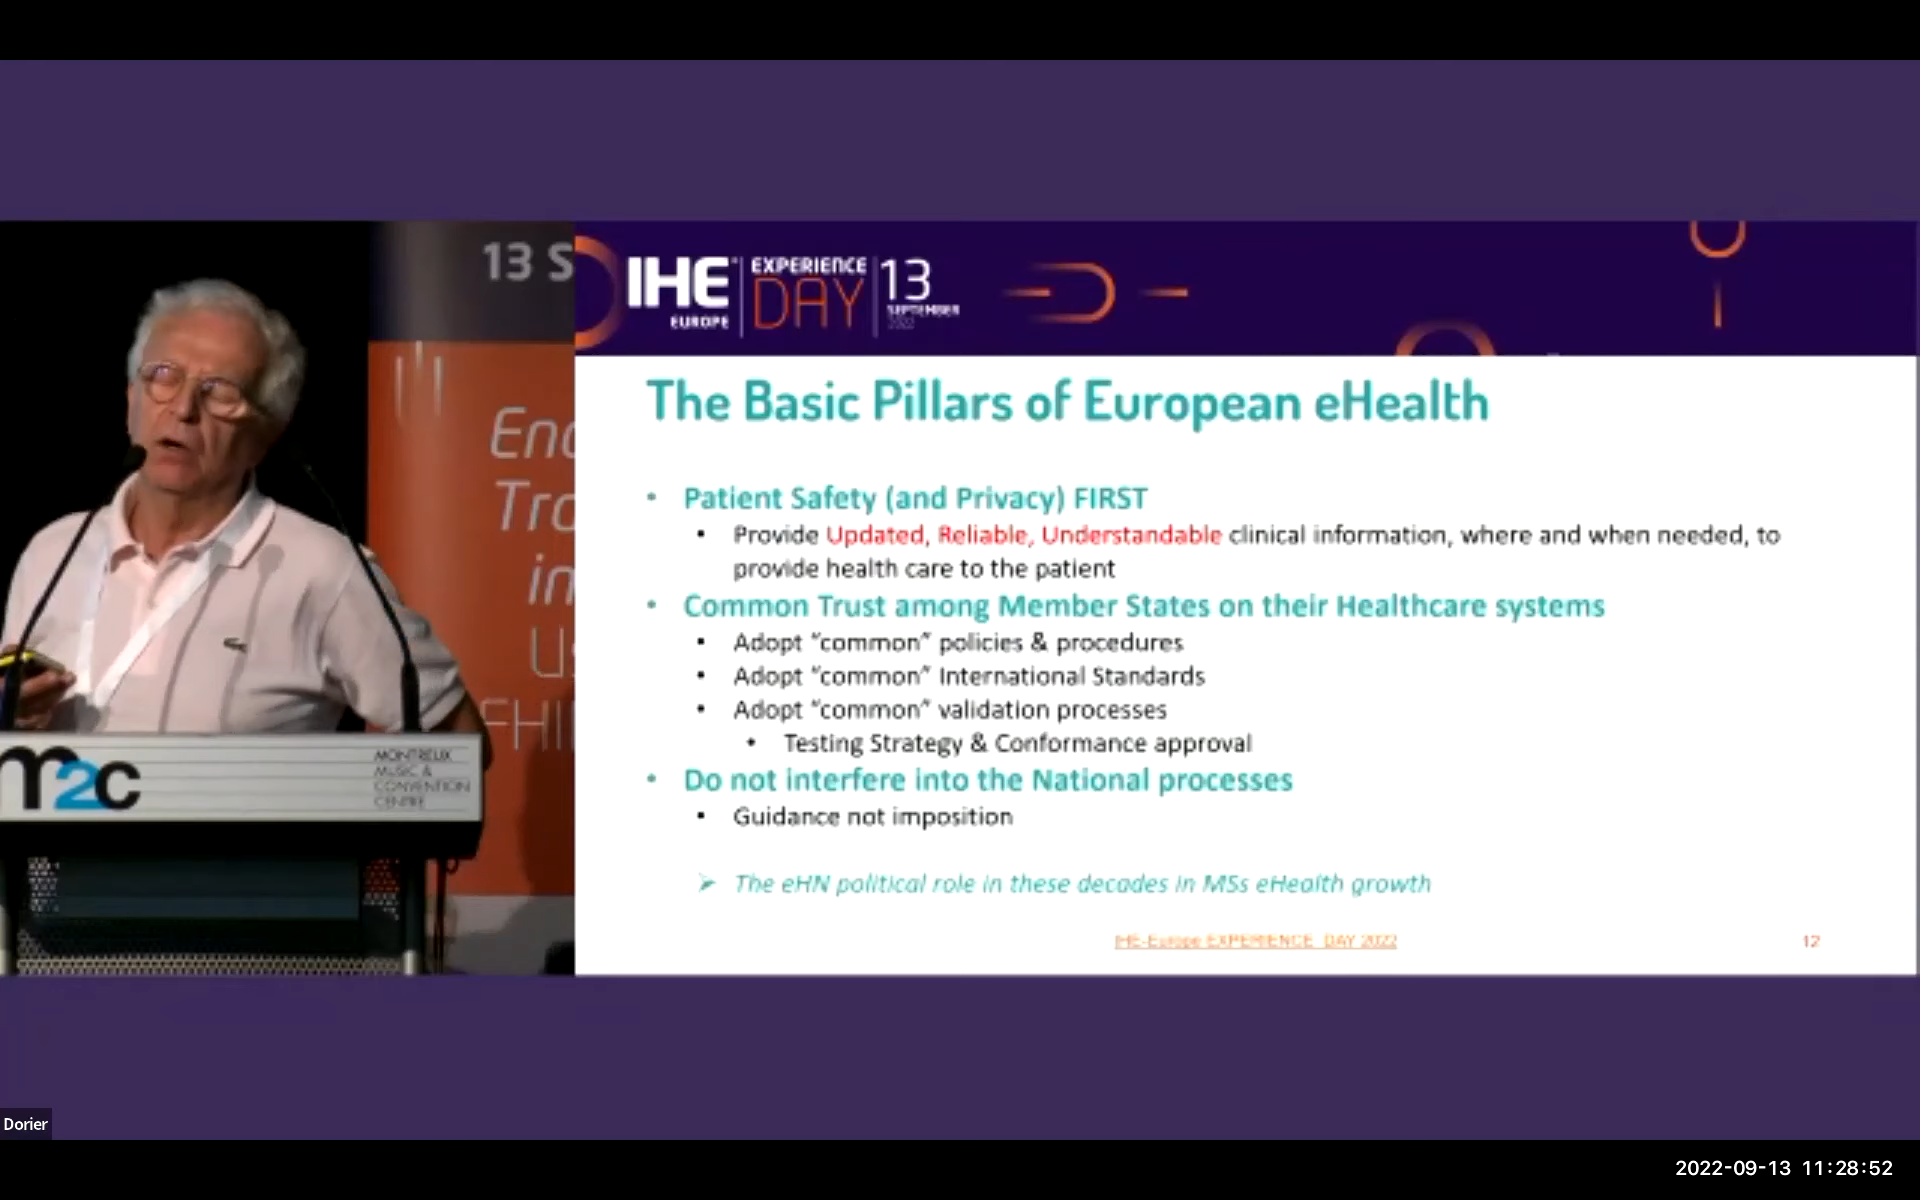 13 S
Enc
Tra
in
Us
FHI
m2c
MONTREUX
MUSIC &
CONVENTION
CENTRE
IHE
EUROPE
EXPERIENCE
DAY
13
SEPTEMBER
2022
The Basic Pillars of European eHealth
• Patient Safety (and Privacy) FIRST
• Provide Updated, Reliable, Understandable clinical information, where and when needed, to
provide health care to the patient
• Common Trust among Member States on their Healthcare systems
• Adopt “common” policies & procedures
• Adopt “common” International Standards
• Adopt “common” validation processes
• Testing Strategy & Conformance approval
• Do not interfere into the National processes
• Guidance not imposition
➢ The eHN political role in these decades in MSs eHealth growth
IHE-Europe EXPERIENCE DAY 2022
12
Dorier
2022-09-13 11:28:52